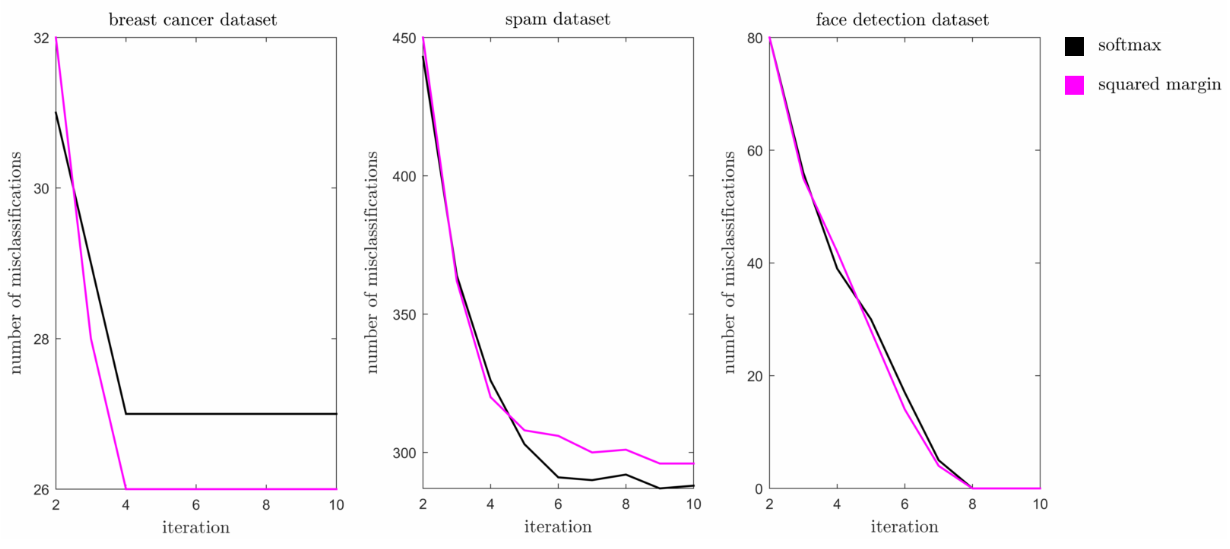 breast cancer dataset
number of misclassifications
32
30
28
26
2 4 6 8 10
iteration
spam dataset
number of misclassifications
450
400
350
300
2 4 6 8 10
iteration
face detection dataset
number of misclassifications
80
60
40
20
0
2 4 6 8 10
iteration
softmax
squared margin